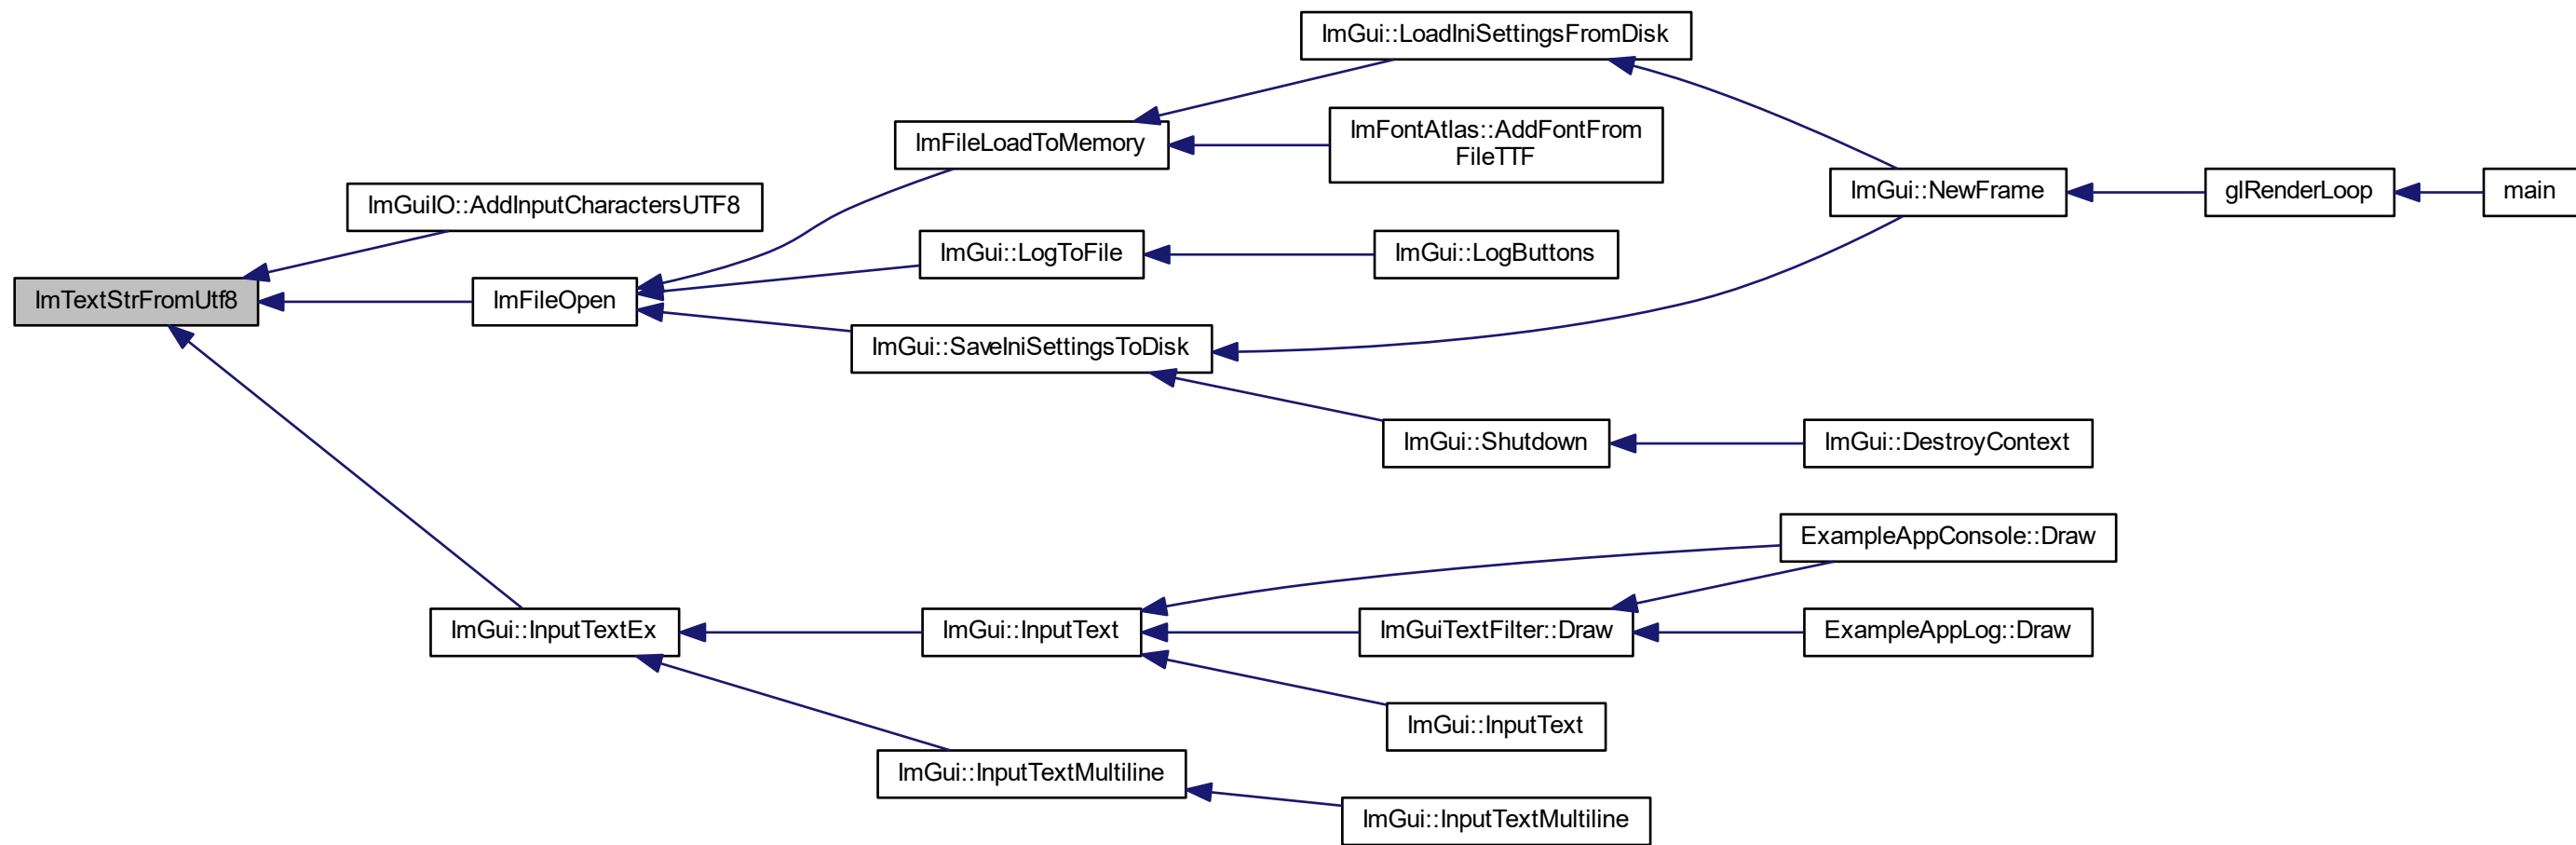 ImGui::LoadIniSettingsFromDisk
ImFontAtlas::AddFontFrom
FileTTF
ImFileLoadToMemory
ImGui::NewFrame
glRenderLoop
main
ImGuiIO::AddInputCharactersUTF8
ImGui::LogToFile
ImGui::LogButtons
ImTextStrFromUtf8
ImFileOpen
ImGui::SaveIniSettingsToDisk
ImGui::Shutdown
ImGui::DestroyContext
ExampleAppConsole::Draw
ImGui::InputTextEx
ImGui::InputText
ImGuiTextFilter::Draw
ExampleAppLog::Draw
ImGui::InputText
ImGui::InputTextMultiline
ImGui::InputTextMultiline